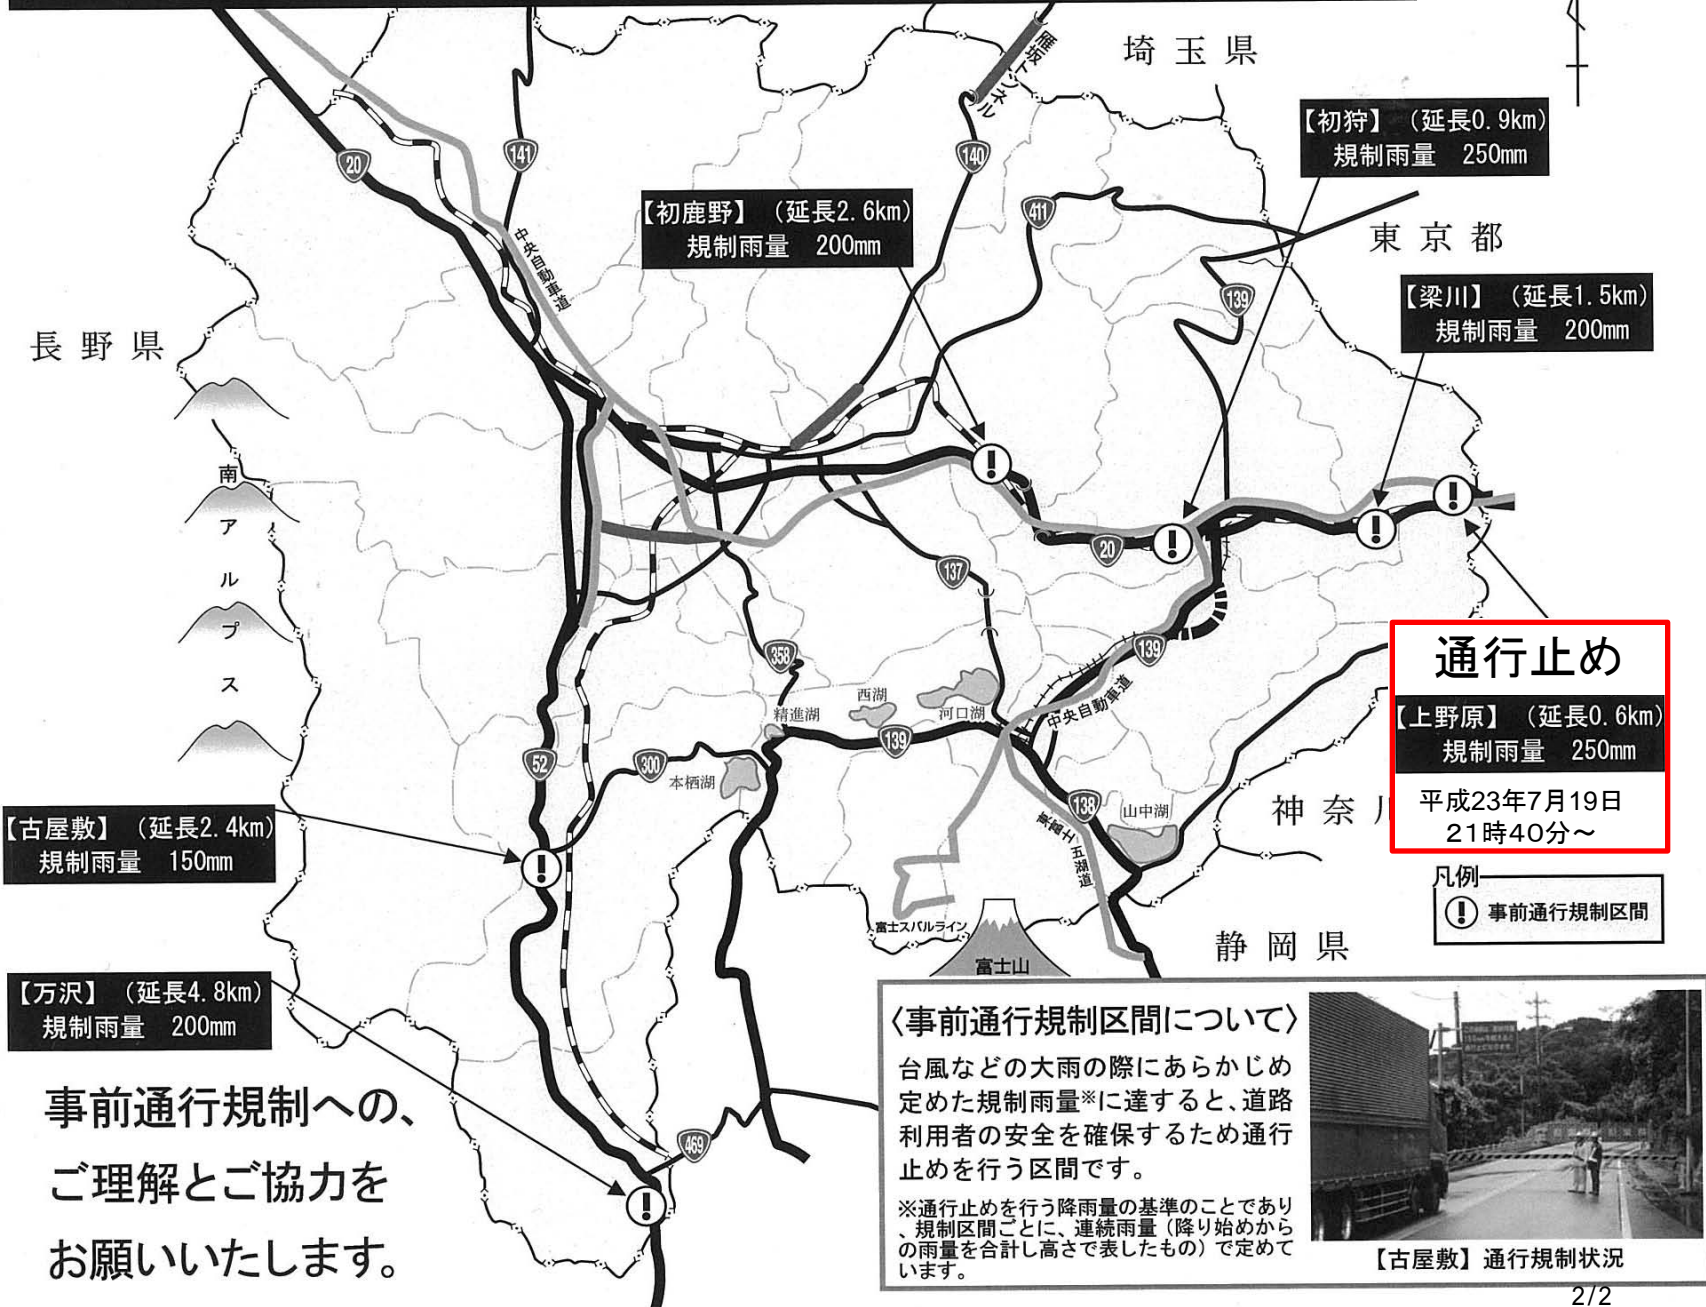 埼玉県
雁坂トンネル
【初狩】（延長0.9km）
規制雨量　250mm
20
141
140
【初鹿野】（延長2.6km）
規制雨量　200mm
411
東京都
中央自動車道
【梁川】（延長1.5km）
規制雨量　200mm
139
長野県
南アルプス
20
137
358
139
通行止め
【上野原】（延長0.6km）
規制雨量　250mm
平成23年7月19日
21時40分～
西湖
河口湖
精進湖
中央自動車道
139
52
300
本栖湖
138
山中湖
神奈川
東富士五湖道
【古屋敷】（延長2.4km）
規制雨量　150mm
凡例
事前通行規制区間
富士スバルライン
富士山
静岡県
【万沢】（延長4.8km）
規制雨量　200mm
469
事前通行規制への、
ご理解とご協力を
お願いいたします。
〈事前通行規制区間について〉
台風などの大雨の際にあらかじめ
定めた規制雨量※に達すると、道路
利用者の安全を確保するため通行
止めを行う区間です。
※通行止めを行う降雨量の基準のことであり
、規制区間ごとに、連続雨量（降り始めから
の雨量を合計し高さで表したもの）で定めて
います。
【古屋敷】通行規制状況
2/2